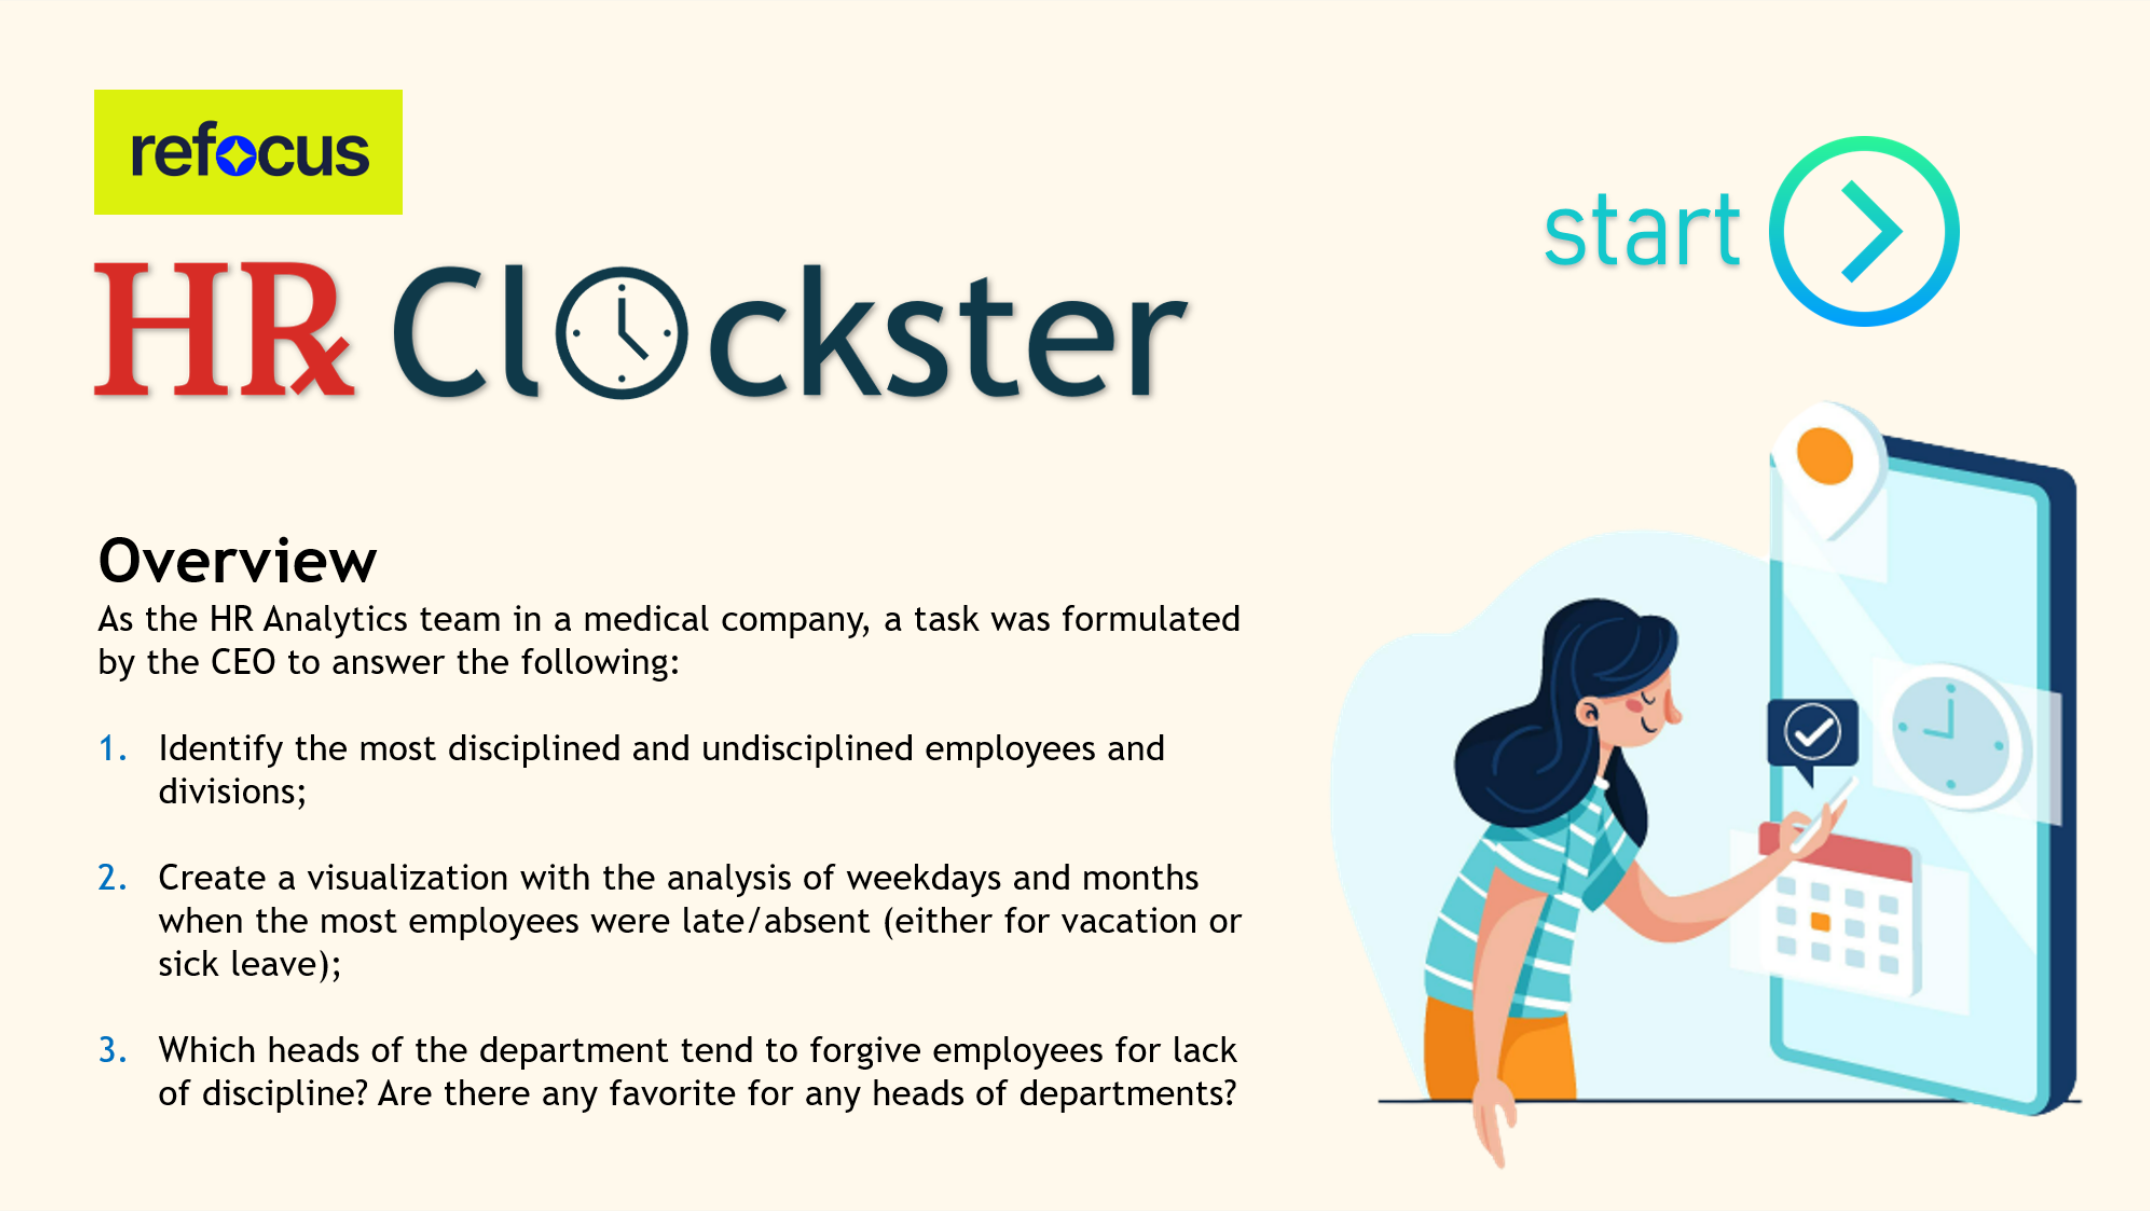 refocus
HR Clockster
start
Overview
As the HR Analytics team in a medical company, a task was formulated
by the CEO to answer the following:
1. Identify the most disciplined and undisciplined employees and
divisions;
2. Create a visualization with the analysis of weekdays and months
when the most employees were late/absent (either for vacation or
sick leave);
3. Which heads of the department tend to forgive employees for lack
of discipline? Are there any favorite for any heads of departments?